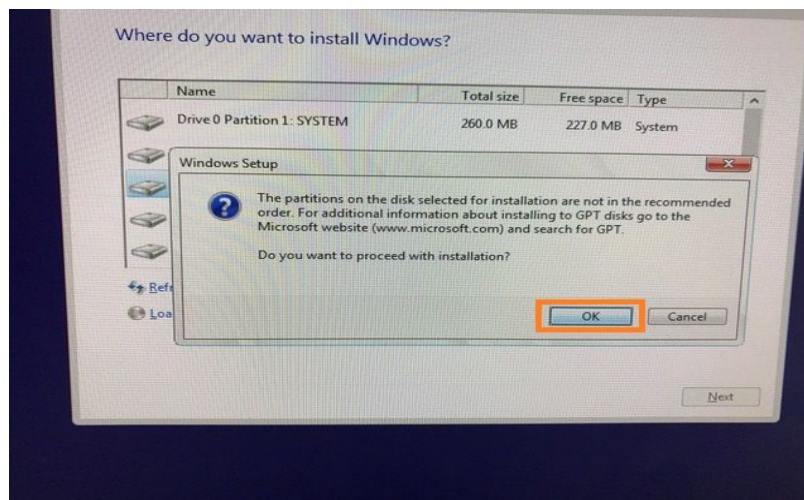 Where do you want to install Windows?
Name Total size Free space Type
Drive 0 Partition 1: SYSTEM 260.0 MB 227.0 MB System
Windows Setup
The partitions on the disk selected for installation are not in the recommended
order. For additional information about installing to GPT disks go to the
Microsoft website (www.microsoft.com) and search for GPT.
Do you want to proceed with installation?
Refr
Loa
OK Cancel
Next